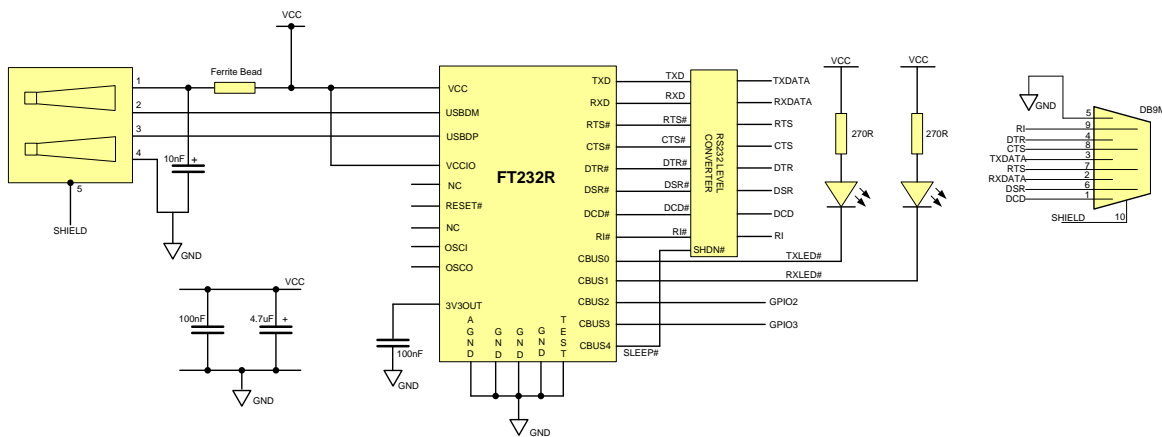 VCC
Ferrite Bead
1
2
3
4
5
SHIELD
10nF
+
GND
VCC
100nF
4.7uF
+
GND
FT232R
VCC
USBDM
USBDP
VCCIO
NC
RESET#
NC
OSCI
OSCO
3V3OUT
100nF
GND
AGND
GND
GND
GND
TEST
GND
TXD
RXD
RTS#
CTS#
DTR#
DSR#
DCD#
RI#
CBUS0
CBUS1
CBUS2
CBUS3
CBUS4
TXD
RXD
RTS#
CTS#
DTR#
DSR#
DCD#
RI#
SLEEP#
RS232 LEVEL
CONVERTER
SHDN#
TXDATA
RXDATA
RTS
CTS
DTR
DSR
DCD
RI
TXLED#
RXLED#
GPIO2
GPIO3
VCC
270R
VCC
270R
GND
DB9M
5
RI 9
DTR 4
CTS 8
TXDATA 3
RTS 7
RXDATA 2
DSR 6
DCD 1
SHIELD 10